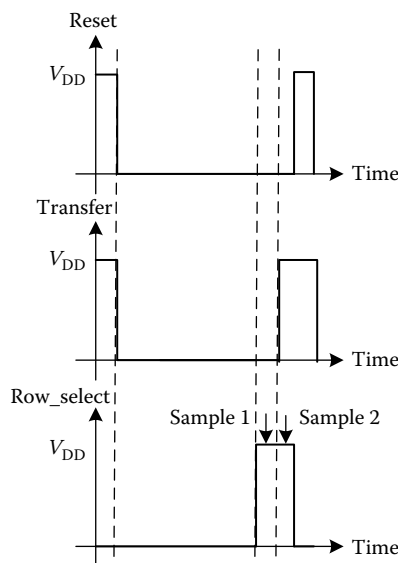 Reset
VDD
Time
Transfer
VDD
Time
Row_select
Sample 1 Sample 2
VDD
Time